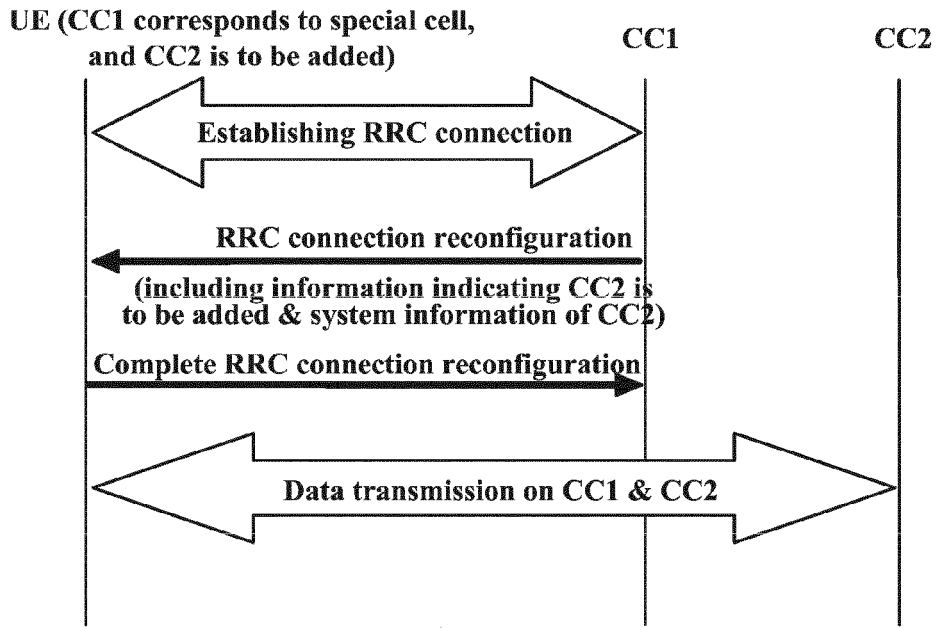 UE (CC1 corresponds to special cell,
and CC2 is to be added)
CC1
CC2
Establishing RRC connection
RRC connection reconfiguration
(including information indicating CC2 is
to be added & system information of CC2)
Complete RRC connection reconfiguration
Data transmission on CC1 & CC2